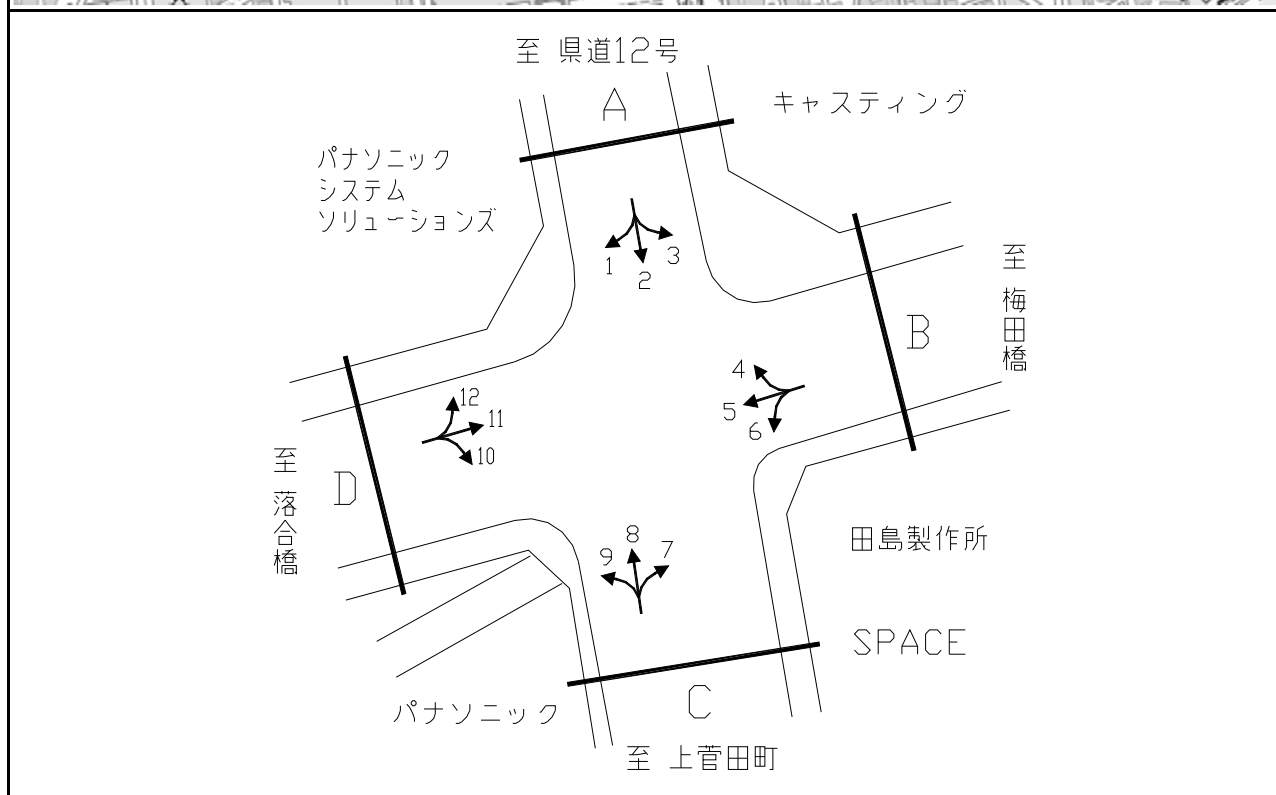 至 県道12号
A
キャスティング
パナソニック
システム
ソリューションズ
1
2
3
至 梅田橋
B
4
5
6
12
11
10
至 落合橋
D
田島製作所
9
8
7
SPACE
C
パナソニック
至 上菅田町